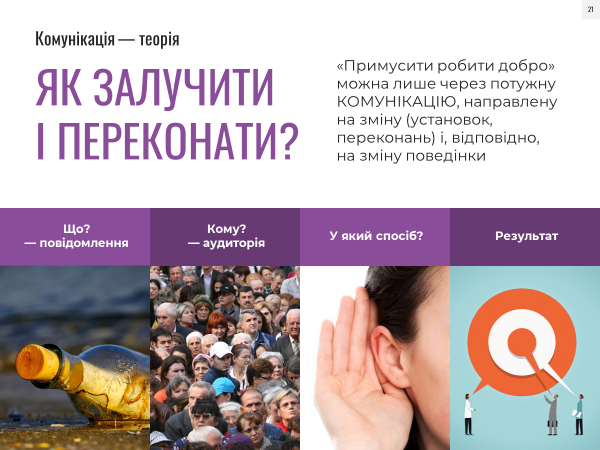 21
Комунікація — теорія
ЯК ЗАЛУЧИТИ
І ПЕРЕКОНАТИ?
«Примусити робити добро»
можна лише через потужну
КОМУНІКАЦІЮ, направлену
на зміну (установок,
переконань) і, відповідно,
на зміну поведінки
Що?
— повідомлення
Кому?
— аудиторія
У який спосіб?
Результат